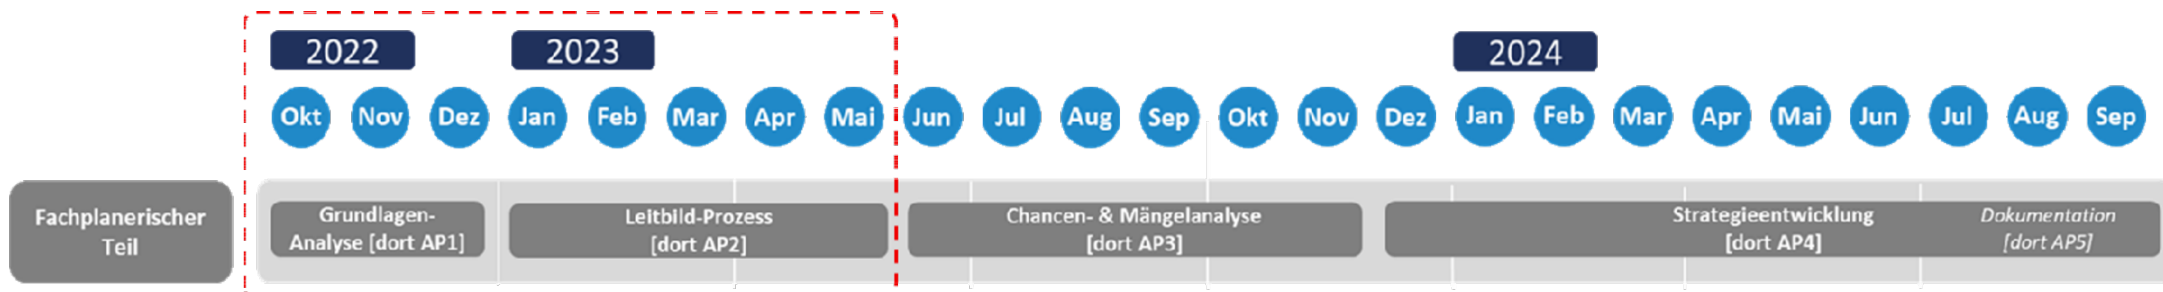 2022
2023
2024
Okt Nov Dez Jan Feb Mar Apr Mai Jun Jul Aug Sep Okt Nov Dez Jan Feb Mar Apr Mai Jun Jul Aug Sep
Fachplanerischer
Teil
Grundlagen-
Analyse [dort AP1]
Leitbild-Prozess
[dort AP2]
Chancen- & Mängelanalyse
[dort AP3]
Strategieentwicklung
[dort AP4]
Dokumentation
[dort AP5]